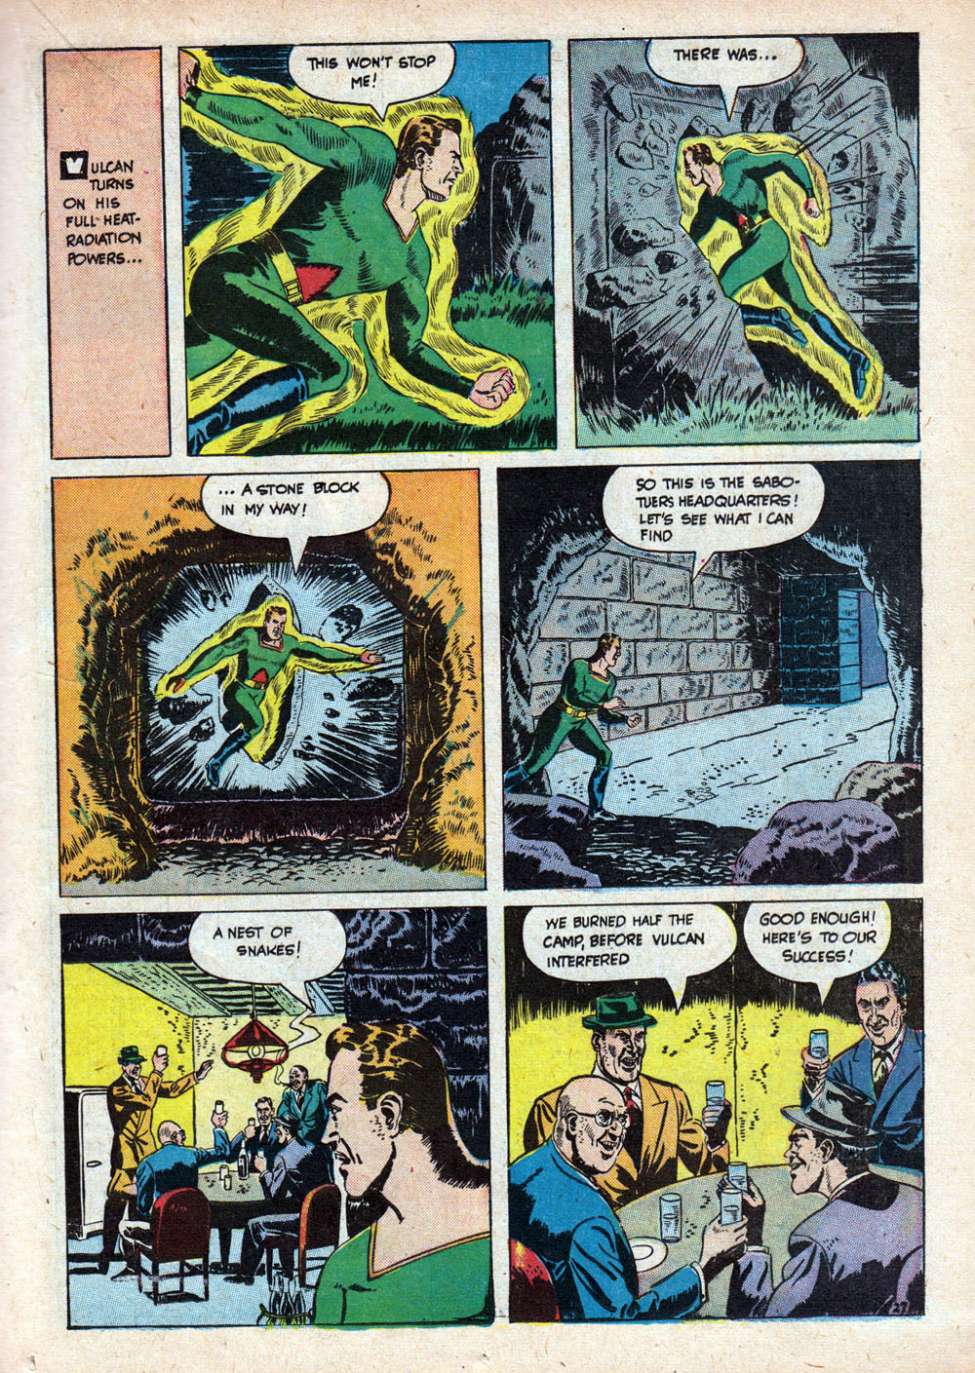 VULCAN
TURNS
ON HIS
FULL HEAT-
RADIATION
POWERS...
THIS WON'T STOP
ME!
THERE WAS...
... A STONE BLOCK
IN MY WAY!
SO THIS IS THE SABO-
TUERS HEADQUARTERS!
LET'S SEE WHAT I CAN
FIND
A NEST OF
SNAKES!
WE BURNED HALF THE
CAMP, BEFORE VULCAN
INTERFERED
GOOD ENOUGH!
HERE'S TO OUR
SUCCESS!
27